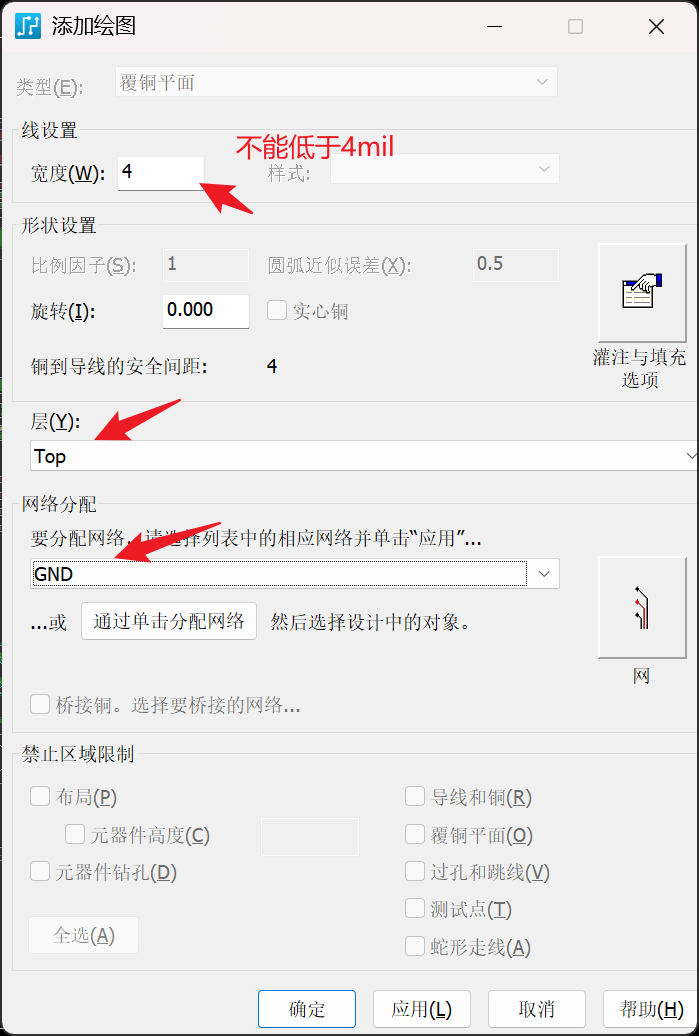 添加绘图
类型(E):
覆铜平面
线设置
不能低于4mil
宽度(W):
4
样式:
形状设置
比例因子(S):
1
圆弧近似误差(X):
0.5
旋转(I):
0.000
实心铜
铜到导线的安全间距:
4
灌注与填充
选项
层(Y):
Top
网络分配
要分配网络，请选择列表中的相应网络并单击“应用”...
GND
...或
通过单击分配网络
然后选择设计中的对象。
网
桥接铜。选择要桥接的网络...
禁止区域限制
布局(P)
导线和铜(R)
元器件高度(C)
覆铜平面(O)
元器件钻孔(D)
过孔和跳线(V)
测试点(T)
全选(A)
蛇形走线(A)
确定
应用(L)
取消
帮助(H)